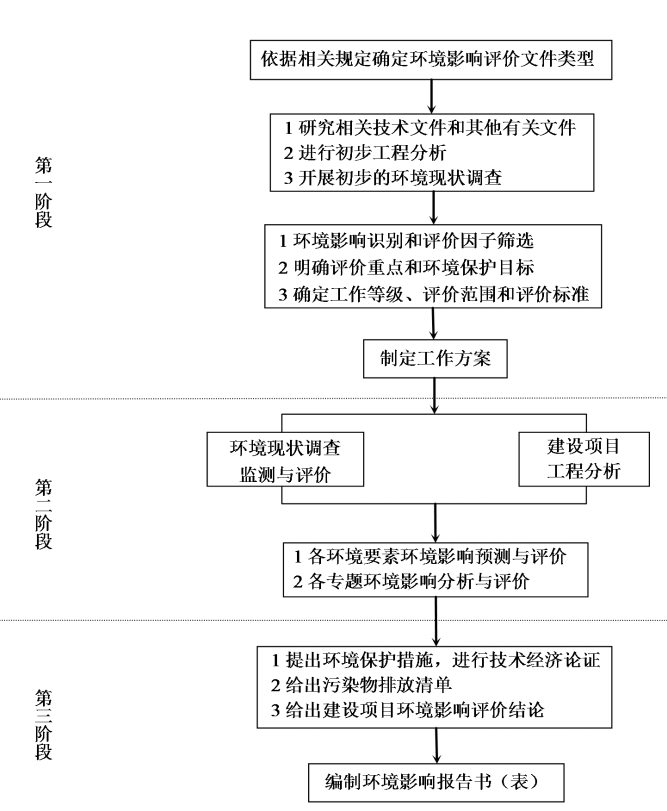 依据相关规定确定环境影响评价文件类型
1 研究相关技术文件和其他有关文件
2 进行初步工程分析
3 开展初步的环境现状调查
第一阶段
1 环境影响识别和评价因子筛选
2 明确评价重点和环境保护目标
3 确定工作等级、评价范围和评价标准
制定工作方案
环境现状调查
监测与评价
建设项目
工程分析
第二阶段
1 各环境要素环境影响预测与评价
2 各专题环境影响分析与评价
1 提出环境保护措施，进行技术经济论证
2 给出污染物排放清单
3 给出建设项目环境影响评价结论
第三阶段
编制环境影响报告书（表）